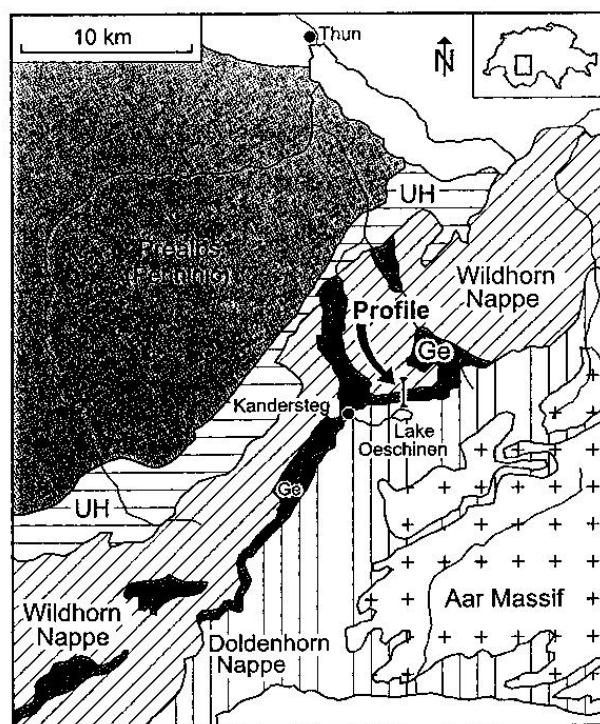 10 km
Thun
N
UH
Prealps
(Penninic)
Wildhorn
Nappe
Profile
Ge
Kandersteg
Lake
Oeschinen
Ge
UH
Aar Massif
Wildhorn
Nappe
Doldenhorn
Nappe